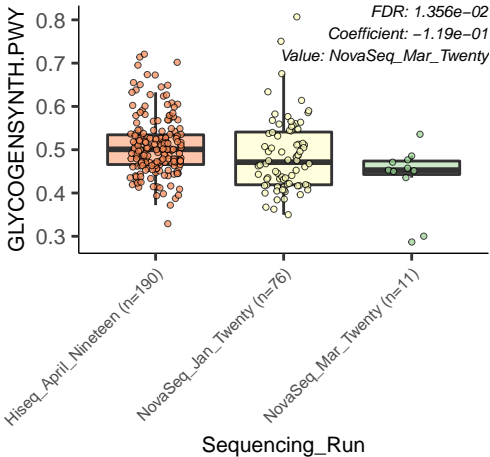 FDR: 1.356e−02
Coefficient: −1.19e−01
Value: NovaSeq_Mar_Twenty
GLYCOGENSYNTH.PWY
0.8
0.7
0.6
0.5
0.4
0.3
Hiseq_April_Nineteen (n=190)
NovaSeq_Jan_Twenty (n=76)
NovaSeq_Mar_Twenty (n=11)
Sequencing_Run